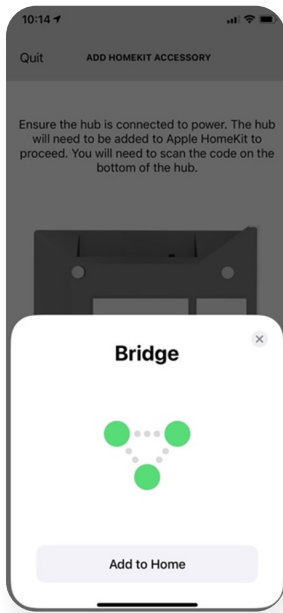 10:14
Quit
ADD HOMEKIT ACCESSORY
Ensure the hub is connected to power. The hub
will need to be added to Apple HomeKit to
proceed. You will need to scan the code on the
bottom of the hub.
Bridge
Add to Home